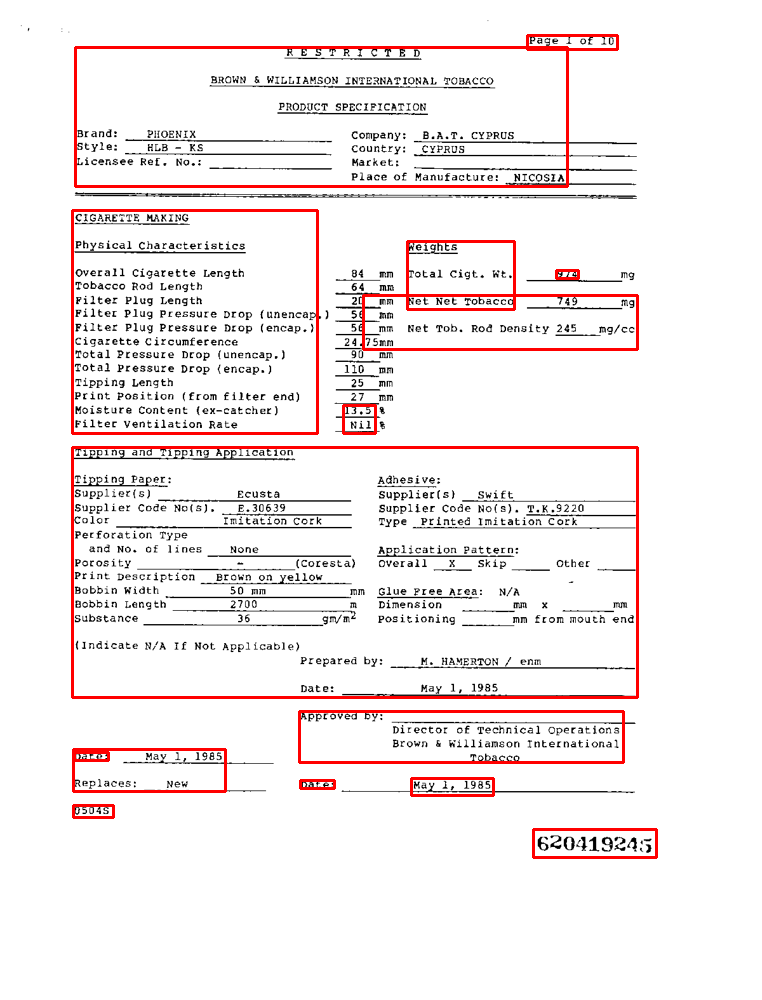 Page 1 of 10
R E S T R I C T E D
BROWN & WILLIAMSON INTERNATIONAL TOBACCO
PRODUCT SPECIFICATION
Brand: PHOENIX Company: B.A.T. CYPRUS
Style: HLB - KS Country: CYPRUS
Licensee Ref. No.: Market:
Place of Manufacture: NICOSIA
CIGARETTE MAKING
Physical Characteristics Weights
Overall Cigarette Length 84 mm Total Cigt. Wt. 974 mg
Tobacco Rod Length 64 mm
Filter Plug Length 20 mm Net Net Tobacco 749 mg
Filter Plug Pressure Drop (unencap.) 56 mm
Filter Plug Pressure Drop (encap.) 56 mm Net Tob. Rod Density 245 mg/cc
Cigarette Circumference 24.75mm
Total Pressure Drop (unencap.) 90 mm
Total Pressure Drop (encap.) 110 mm
Tipping Length 25 mm
Print Position (from filter end) 27 mm
Moisture Content (ex-catcher) 13.5 %
Filter Ventilation Rate Nil %
Tipping and Tipping Application
Tipping Paper: Adhesive:
Supplier(s) Ecusta Supplier(s) Swift
Supplier Code No(s). E.30639 Supplier Code No(s). T.K.9220
Color Imitation Cork Type Printed Imitation Cork
Perforation Type
and No. of lines None Application Pattern:
Porosity - (Coresta) Overall X Skip Other
Print Description Brown on yellow
Bobbin Width 50 mm mm Glue Free Area: N/A
Bobbin Length 2700 m Dimension mm x mm
Substance 36 gm/m² Positioning mm from mouth end
(Indicate N/A If Not Applicable)
Prepared by: M. HAMERTON / enm
Date: May 1, 1985
Approved by:
Director of Technical Operations
Brown & Williamson International
Tobacco
Date: May 1, 1985
Replaces: New Date: May 1, 1985
0504S
620419245